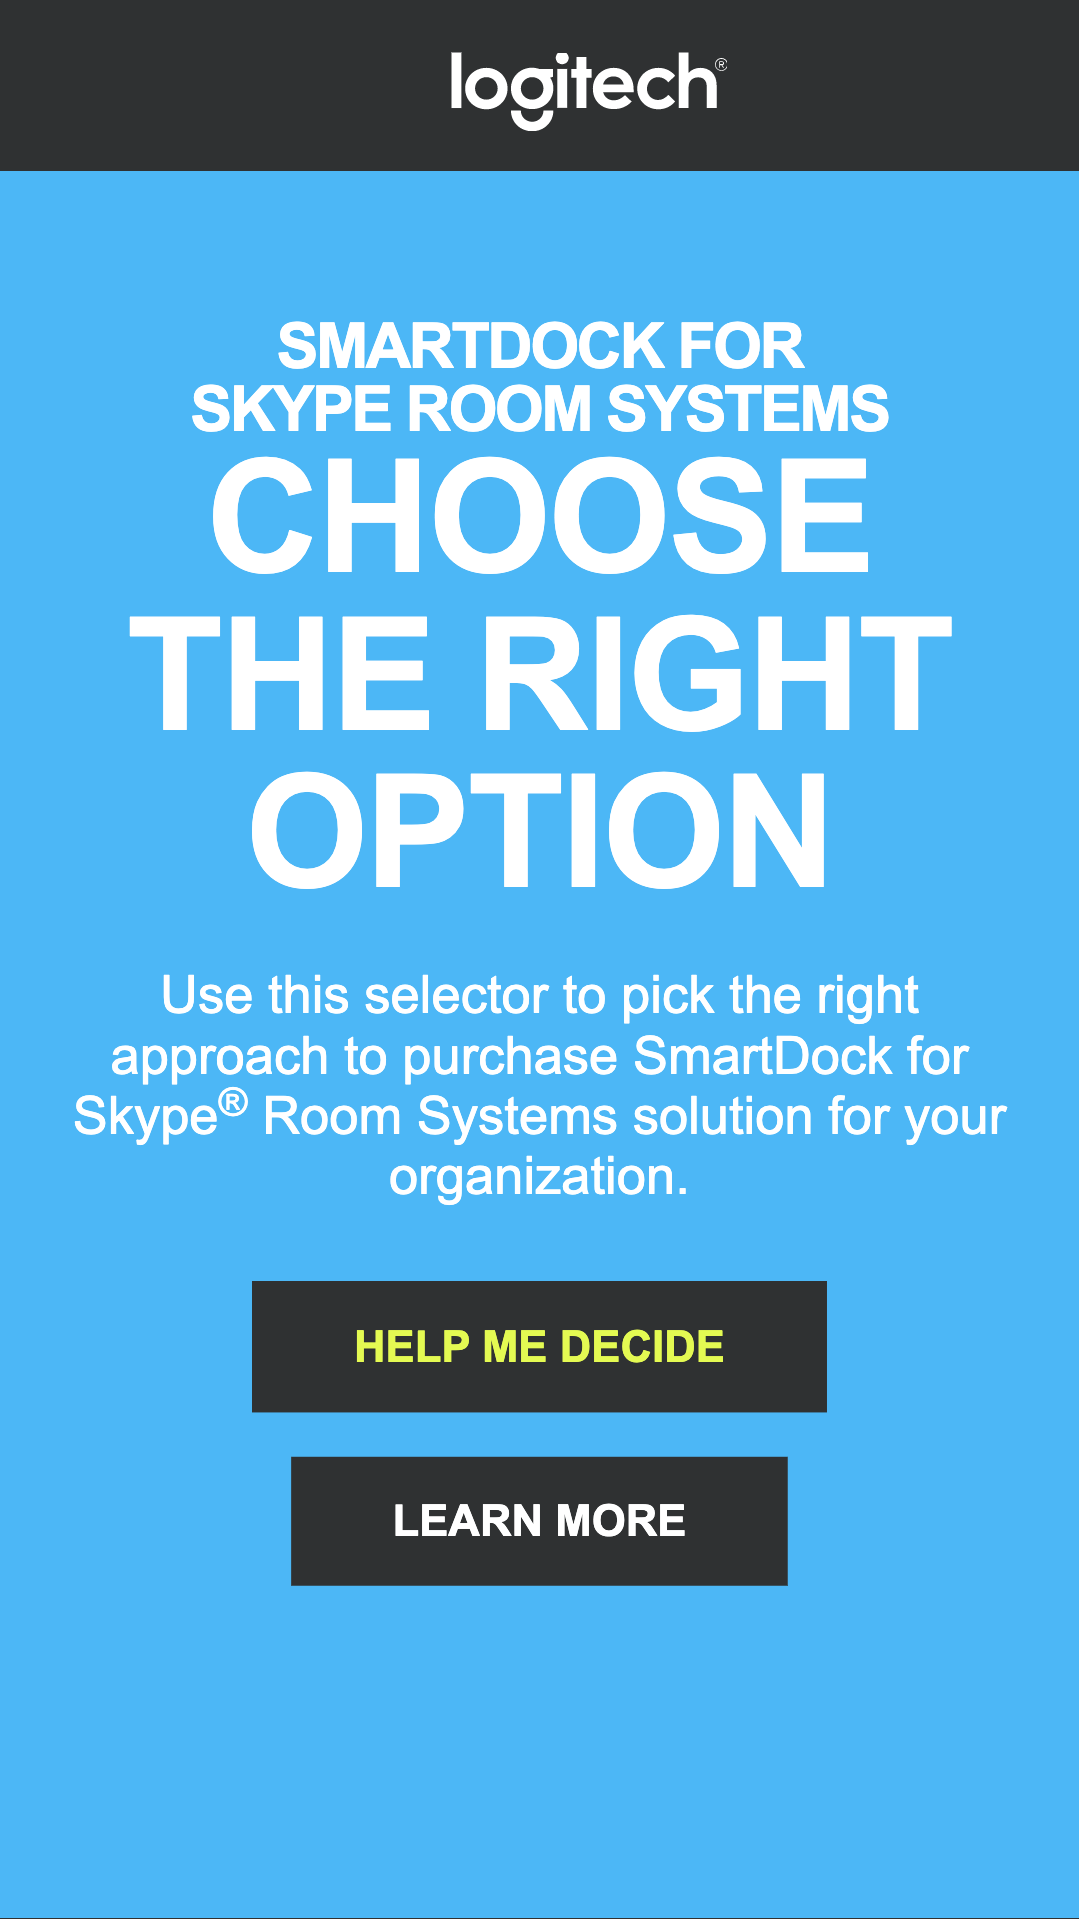 logitech®
SMARTDOCK FOR
SKYPE ROOM SYSTEMS
CHOOSE
THE RIGHT
OPTION
Use this selector to pick the right
approach to purchase SmartDock for
Skype® Room Systems solution for your
organization.
HELP ME DECIDE
LEARN MORE